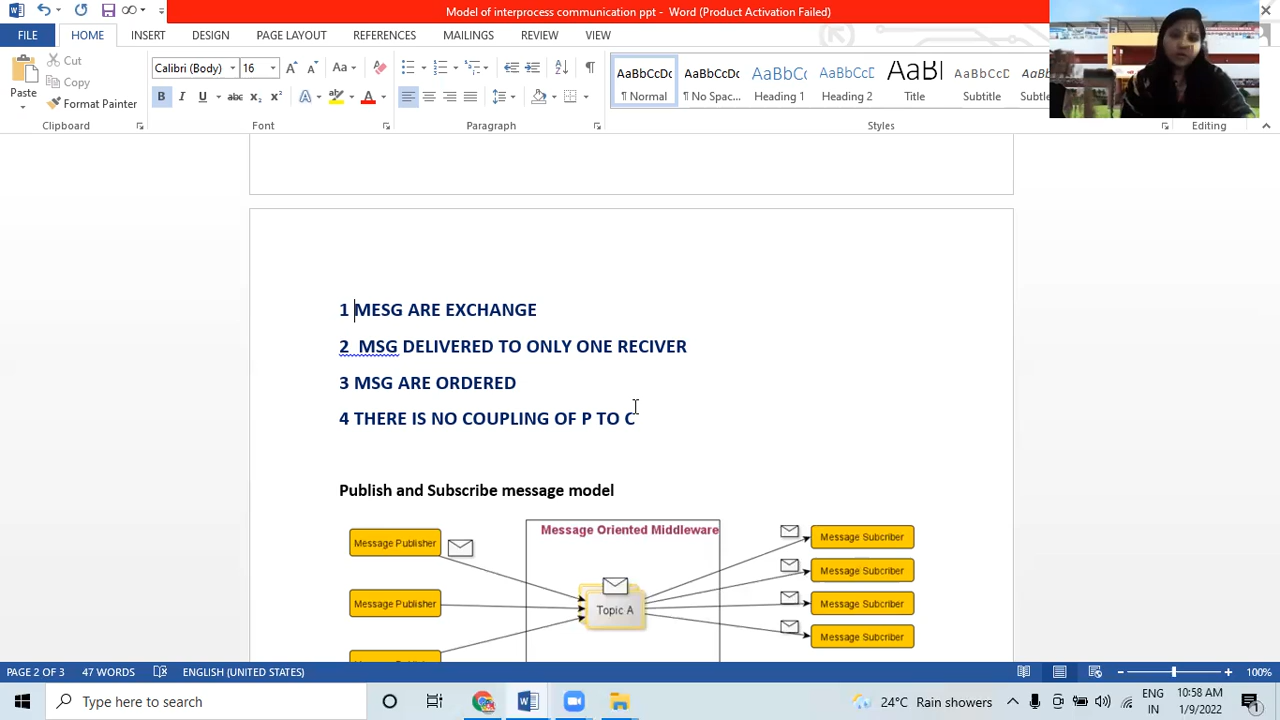 Model of interprocess communication ppt - Word (Product Activation Failed)
FILE HOME INSERT DESIGN PAGE LAYOUT REFERENCES MAILINGS REVIEW VIEW
Paste
Cut
Copy
Format Painter
Clipboard
Calibri (Body) 16
Font
Paragraph
AaBbCcDc AaBbCcDc AaBbCc AaBbCcE AaBI AaBbCcD AaBbCcD
¶ Normal ¶ No Spac... Heading 1 Heading 2 Title Subtitle Subtle
Styles
Editing
1 MESG ARE EXCHANGE
2 MSG DELIVERED TO ONLY ONE RECIVER
3 MSG ARE ORDERED
4 THERE IS NO COUPLING OF P TO C
Publish and Subscribe message model
Message Oriented Middleware
Message Publisher
Message Publisher
Topic A
Message Subcriber
Message Subcriber
Message Subcriber
Message Subcriber
PAGE 2 OF 3 47 WORDS ENGLISH (UNITED STATES) 100%
Type here to search
24°C Rain showers
ENG
IN
10:58 AM
1/9/2022